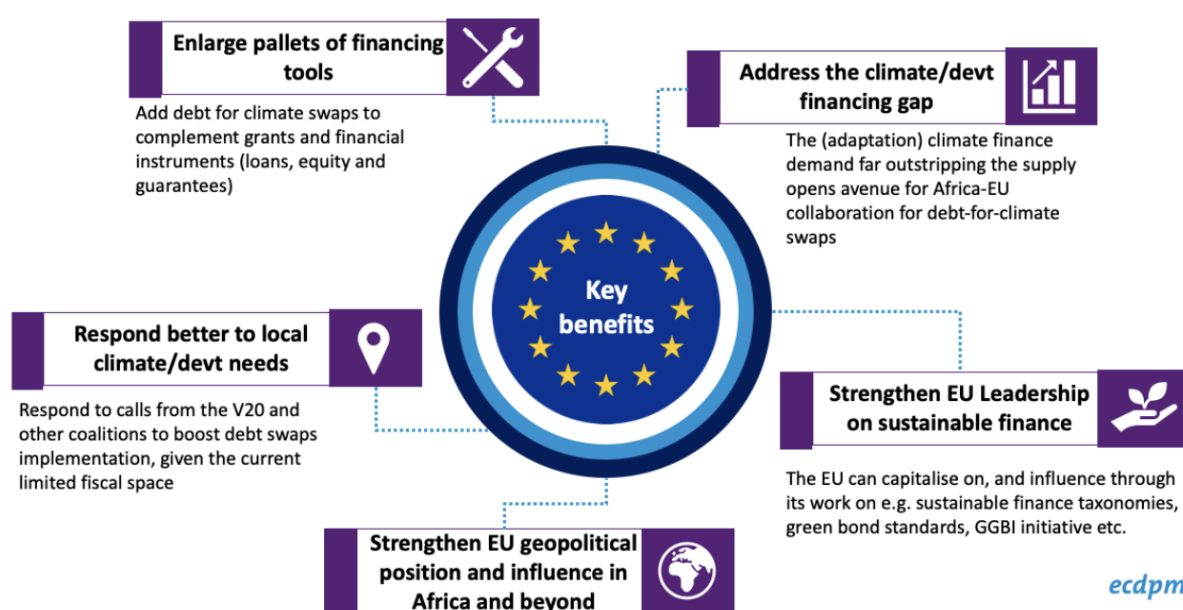 Enlarge pallets of financing
tools
Add debt for climate swaps to
complement grants and financial
instruments (loans, equity and
guarantees)
Address the climate/devt
financing gap
The (adaptation) climate finance
demand far outstripping the supply
opens avenue for Africa-EU
collaboration for debt-for-climate
swaps
Key
benefits
Respond better to local
climate/devt needs
Respond to calls from the V20 and
other coalitions to boost debt swaps
implementation, given the current
limited fiscal space
Strengthen EU Leadership
on sustainable finance
The EU can capitalise on, and influence through
its work on e.g. sustainable finance taxonomies,
green bond standards, GGBI initiative etc.
Strengthen EU geopolitical
position and influence in
Africa and beyond
ecdpm